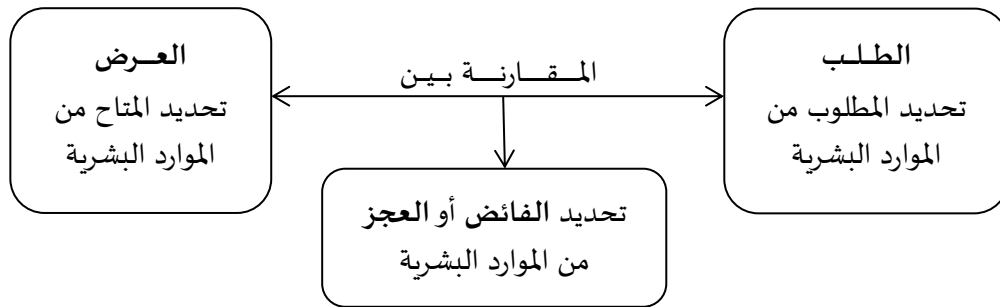 الطلب
تحديد المطلوب من
الموارد البشرية
المقارنة بين
العرض
تحديد المتاح من
الموارد البشرية
تحديد الفائض أو العجز
من الموارد البشرية